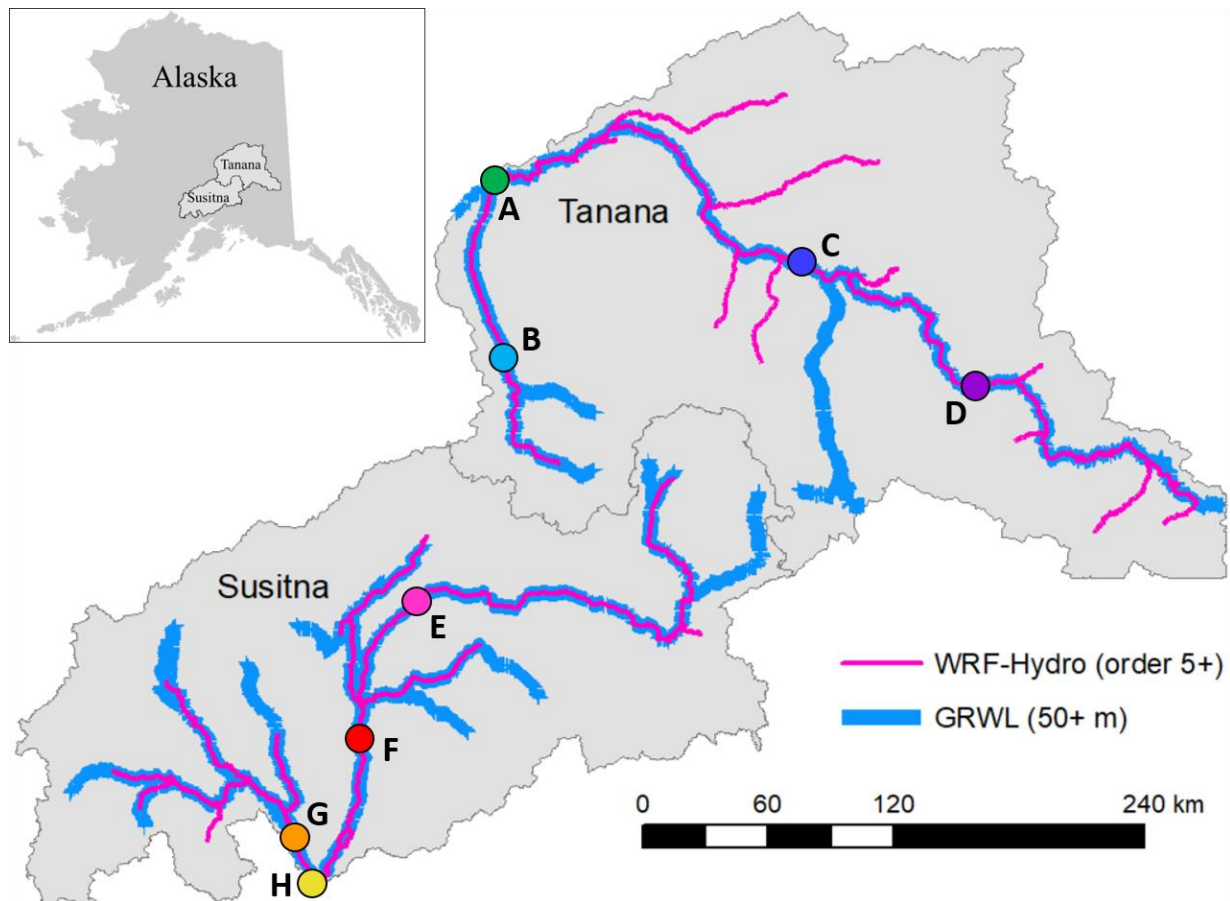 Alaska
Tanana
Susitna
A
Tanana
C
B
D
Susitna
E
F
G
H
WRF-Hydro (order 5+)
GRWL (50+ m)
0 60 120 240 km